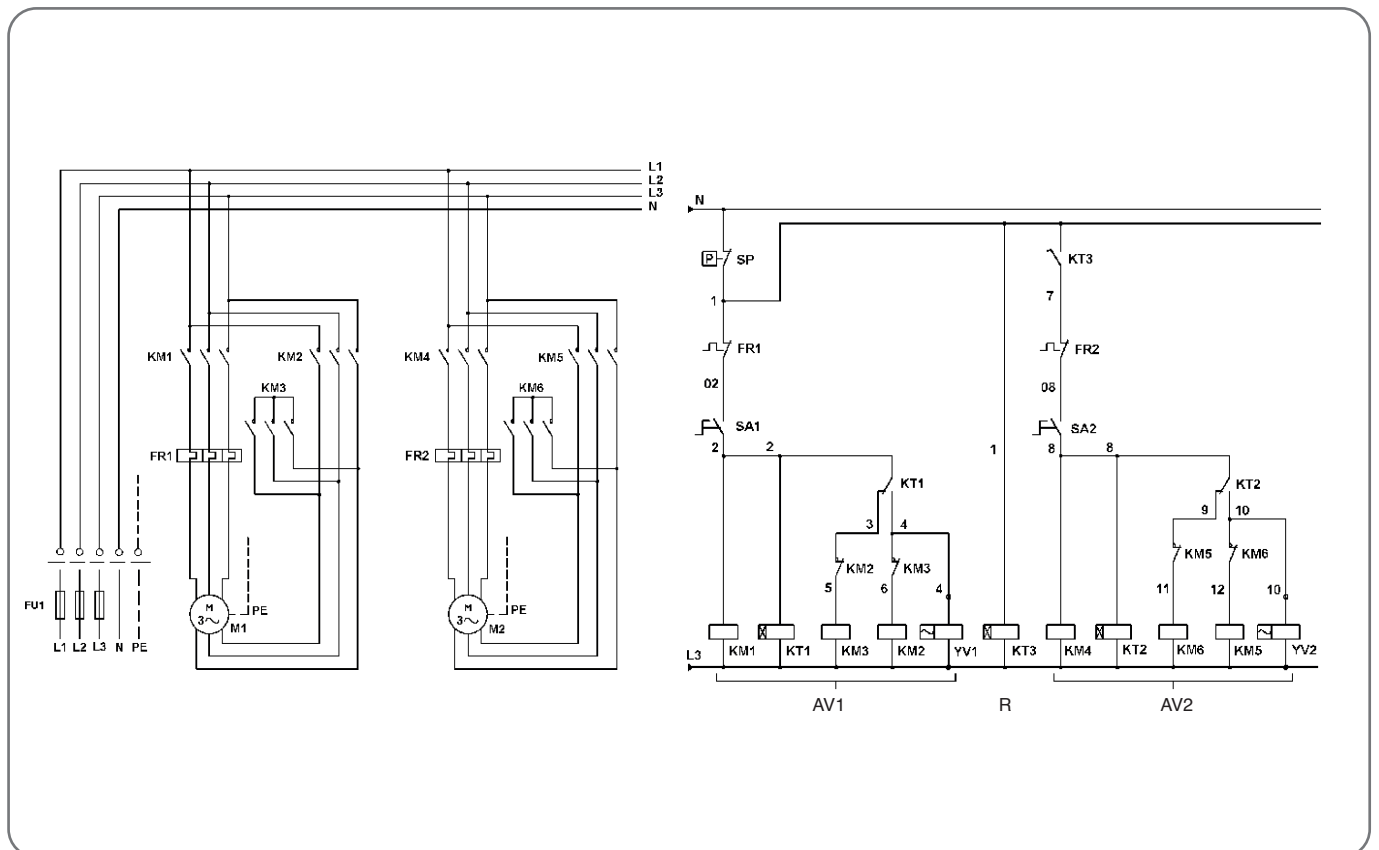 L1
L2
L3
N
KM1
KM2
KM3
FR1
KM4
KM5
KM6
FR2
M
3~
M1
PE
M
3~
M2
PE
FU1
L1 L2 L3 N PE
N
P SP
KT3
1
7
FR1
FR2
02
08
SA1
SA2
2 2
1
8 8
KT1
KT2
3 4
9 10
KM2 KM3
KM5 KM6
5 6 4
11 12 10
L3
KM1 KT1 KM3 KM2 YV1 KT3 KM4 KT2 KM6 KM5 YV2
AV1 R AV2